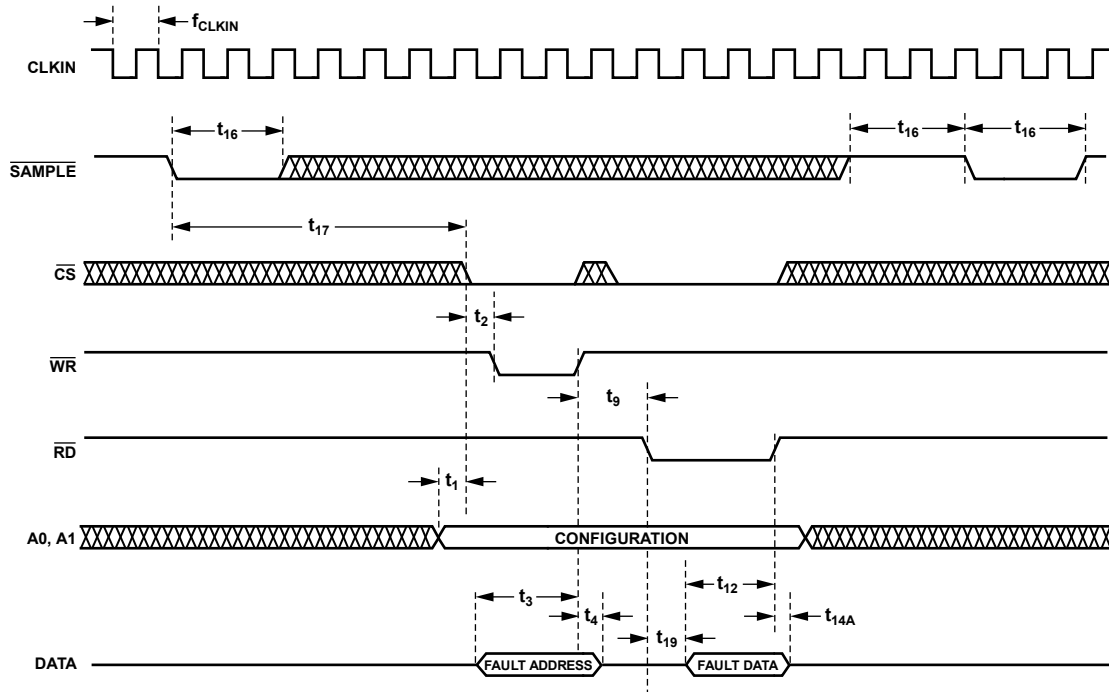 fCLKIN
CLKIN
t16
t16
t16
SAMPLE
t17
CS
t2
WR
t9
RD
t1
A0, A1
CONFIGURATION
t3
t4
t12
t19
t14A
DATA
FAULT ADDRESS
FAULT DATA